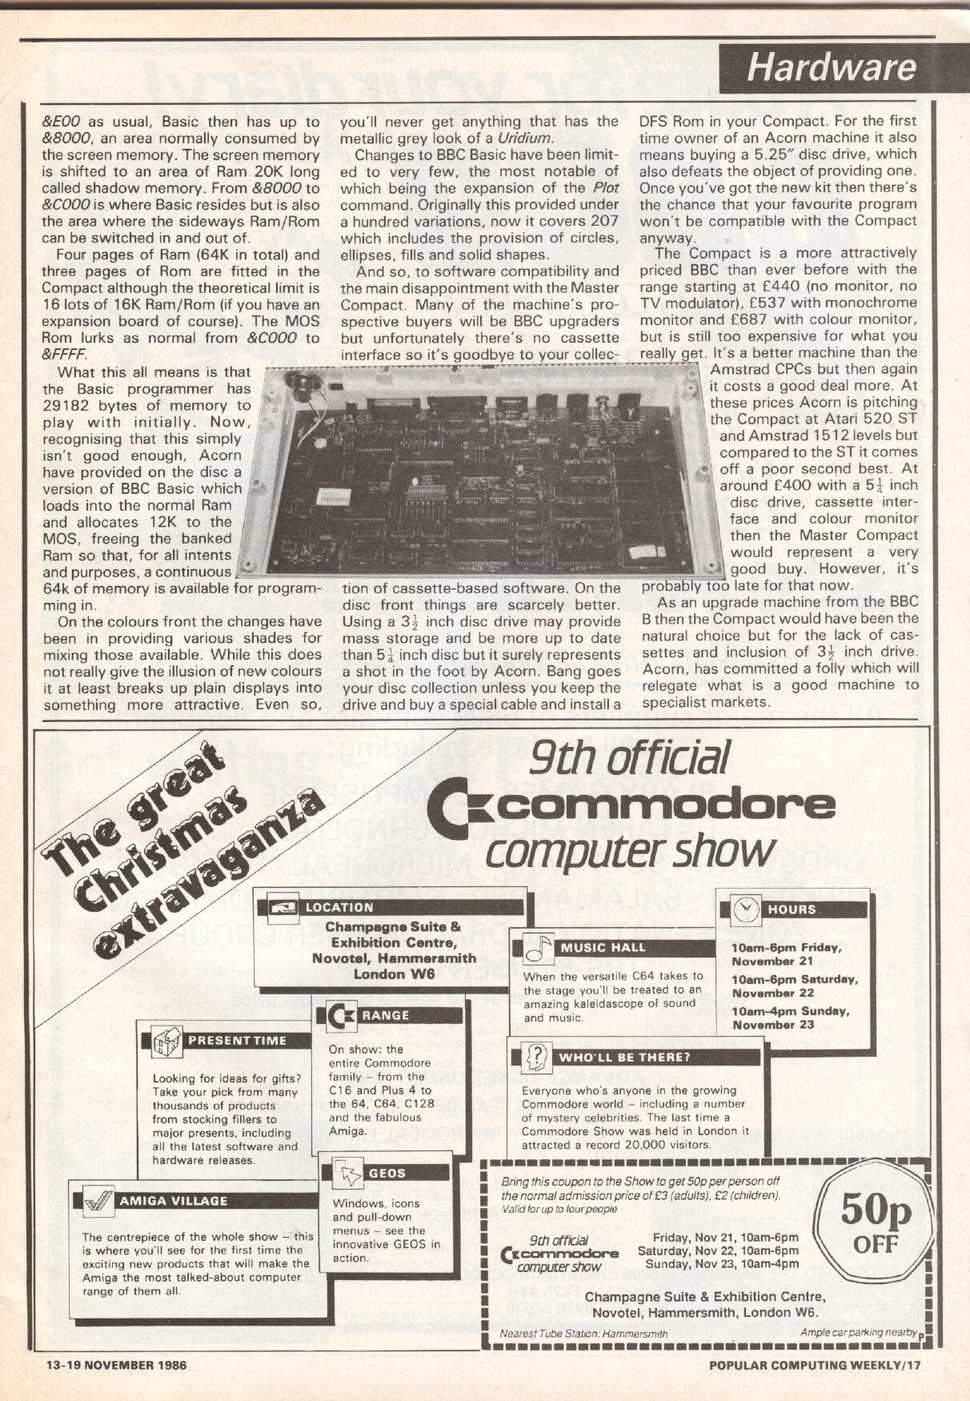 Hardware
&E00 as usual, Basic then has up to
&8000, an area normally consumed by
the screen memory. The screen memory
is shifted to an area of Ram 20K long
called shadow memory. From &8000 to
&C000 is where Basic resides but is also
the area where the sideways Ram/Rom
can be switched in and out of.
Four pages of Ram (64K in total) and
three pages of Rom are fitted in the
Compact although the theoretical limit is
16 lots of 16K Ram/Rom (if you have an
expansion board of course). The MOS
Rom lurks as normal from &C000 to
&FFFF.
What this all means is that
the Basic programmer has
29182 bytes of memory to
play with initially. Now,
recognising that this simply
isn't good enough, Acorn
have provided on the disc a
version of BBC Basic which
loads into the normal Ram
and allocates 12K to the
MOS, freeing the banked
Ram so that, for all intents
and purposes, a continuous
64k of memory is available for program-
ming in.
On the colours front the changes have
been in providing various shades for
mixing those available. While this does
not really give the illusion of new colours
it at least breaks up plain displays into
something more attractive. Even so,
you'll never get anything that has the
metallic grey look of a Uridium.
Changes to BBC Basic have been limit-
ed to very few, the most notable of
which being the expansion of the Plot
command. Originally this provided under
a hundred variations, now it covers 207
which includes the provision of circles,
ellipses, fills and solid shapes.
And so, to software compatibility and
the main disappointment with the Master
Compact. Many of the machine's pro-
spective buyers will be BBC upgraders
but unfortunately there's no cassette
interface so it's goodbye to your collec-
tion of cassette-based software. On the
disc front things are scarcely better.
Using a 3½ inch disc drive may provide
mass storage and be more up to date
than 5¼ inch disc but it surely represents
a shot in the foot by Acorn. Bang goes
your disc collection unless you keep the
drive and buy a special cable and install a
DFS Rom in your Compact. For the first
time owner of an Acorn machine it also
means buying a 5.25″ disc drive, which
also defeats the object of providing one.
Once you've got the new kit then there's
the chance that your favourite program
won't be compatible with the Compact
anyway.
The Compact is a more attractively
priced BBC than ever before with the
range starting at £440 (no monitor, no
TV modulator), £537 with monochrome
monitor and £687 with colour monitor,
but is still too expensive for what you
really get. It's a better machine than the
Amstrad CPCs but then again
it costs a good deal more. At
these prices Acorn is pitching
the Compact at Atari 520 ST
and Amstrad 1512 levels but
compared to the ST it comes
off a poor second best. At
around £400 with a 5¼ inch
disc drive, cassette inter-
face and colour monitor
then the Master Compact
would represent a very
good buy. However, it's
probably too late for that now.
As an upgrade machine from the BBC
B then the Compact would have been the
natural choice but for the lack of cas-
settes and inclusion of 3½ inch drive.
Acorn, has committed a folly which will
relegate what is a good machine to
specialist markets.
The great
Christmas
extravaganza
9th official
commodore
computer show
LOCATION
Champagne Suite &
Exhibition Centre,
Novotel, Hammersmith
London W6
MUSIC HALL
When the versatile C64 takes to
the stage you'll be treated to an
amazing kaleidascope of sound
and music.
HOURS
10am-6pm Friday,
November 21
10am-6pm Saturday,
November 22
10am-4pm Sunday,
November 23
PRESENT TIME
Looking for ideas for gifts?
Take your pick from many
thousands of products
from stocking fillers to
major presents, including
all the latest software and
hardware releases.
RANGE
On show: the
entire Commodore
family – from the
C16 and Plus 4 to
the 64, C64, C128
and the fabulous
Amiga.
WHO'LL BE THERE?
Everyone who's anyone in the growing
Commodore world – including a number
of mystery celebrities. The last time a
Commodore Show was held in London it
attracted a record 20,000 visitors.
AMIGA VILLAGE
The centrepiece of the whole show – this
is where you'll see for the first time the
exciting new products that will make the
Amiga the most talked-about computer
range of them all.
GEOS
Windows, icons
and pull-down
menus – see the
innovative GEOS in
action.
Bring this coupon to the Show to get 50p per person off
the normal admission price of £3 (adults), £2 (children).
Valid for up to four people
50p
OFF
9th official
commodore
computer show
Friday, Nov 21, 10am-6pm
Saturday, Nov 22, 10am-6pm
Sunday, Nov 23, 10am-4pm
Champagne Suite & Exhibition Centre,
Novotel, Hammersmith, London W6.
Nearest Tube Station: Hammersmith
Ample car parking nearby
P
13-19 NOVEMBER 1986
POPULAR COMPUTING WEEKLY/17